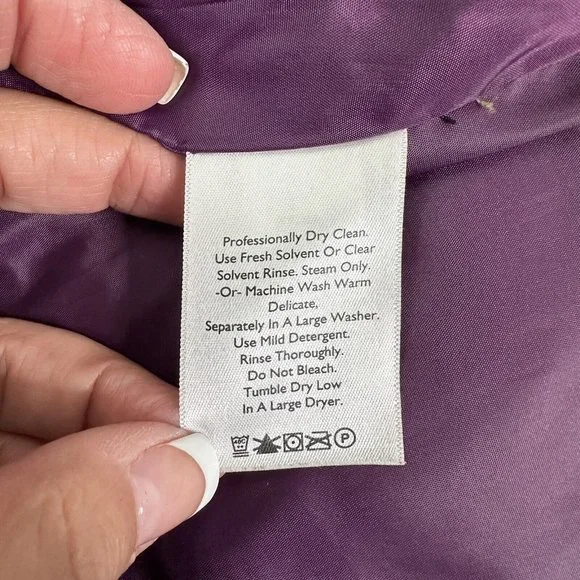 Professionally Dry Clean.
Use Fresh Solvent Or Clear
Solvent Rinse. Steam Only.
-Or- Machine Wash Warm
Delicate,
Separately In A Large Washer.
Use Mild Detergent.
Rinse Thoroughly.
Do Not Bleach.
Tumble Dry Low
In A Large Dryer.
P